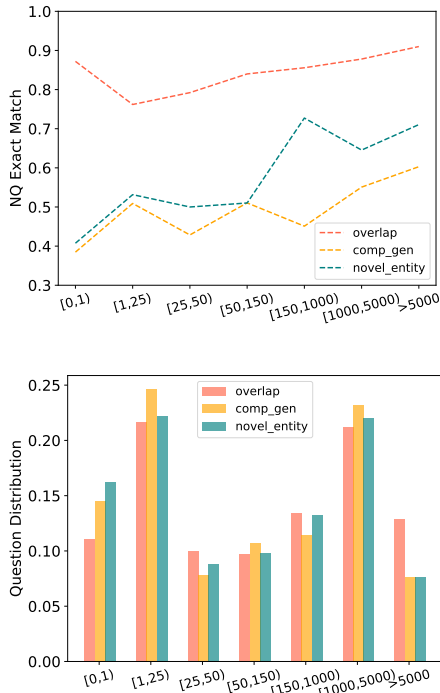 1.0
0.9
0.8
0.7
0.6
0.5
0.4
0.3
NQ Exact Match
overlap
comp_gen
novel_entity
[0,1) [1,25) [25,50) [50,150) [150,1000) [1000,5000) >5000
0.25
0.20
0.15
0.10
0.05
0.00
Question Distribution
overlap
comp_gen
novel_entity
[0,1) [1,25) [25,50) [50,150) [150,1000) [1000,5000) >5000